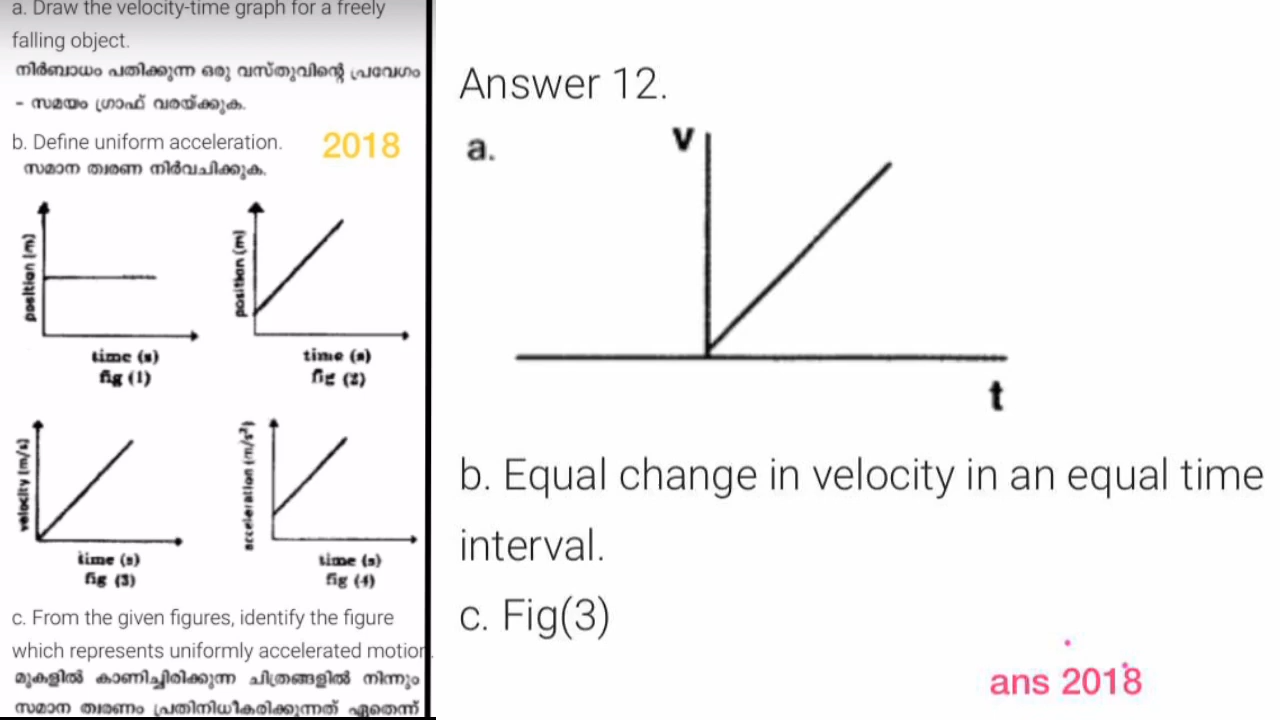 a. Draw the velocity-time graph for a freely
falling object.
നിർബാധം പതിക്കുന്ന ഒരു വസ്തുവിന്റെ പ്രവേഗം
- സമയം ഗ്രാഫ് വരയ്ക്കുക.
b. Define uniform acceleration.
2018
സമാന ത്വരണ നിർവചിക്കുക.
position (m)
time (s)
fig (1)
position (m)
time (s)
fig (2)
velocity (m/s)
time (s)
fig (3)
acceleration (m/s²)
time (s)
fig (4)
c. From the given figures, identify the figure
which represents uniformly accelerated motion.
മുകളിൽ കാണിച്ചിരിക്കുന്ന ചിത്രങ്ങളിൽ നിന്നും
സമാന ത്വരണം പ്രതിനിധീകരിക്കുന്നത് ഏതെന്ന്
Answer 12.
a.
v
t
b. Equal change in velocity in an equal time
interval.
c. Fig(3)
ans 2018